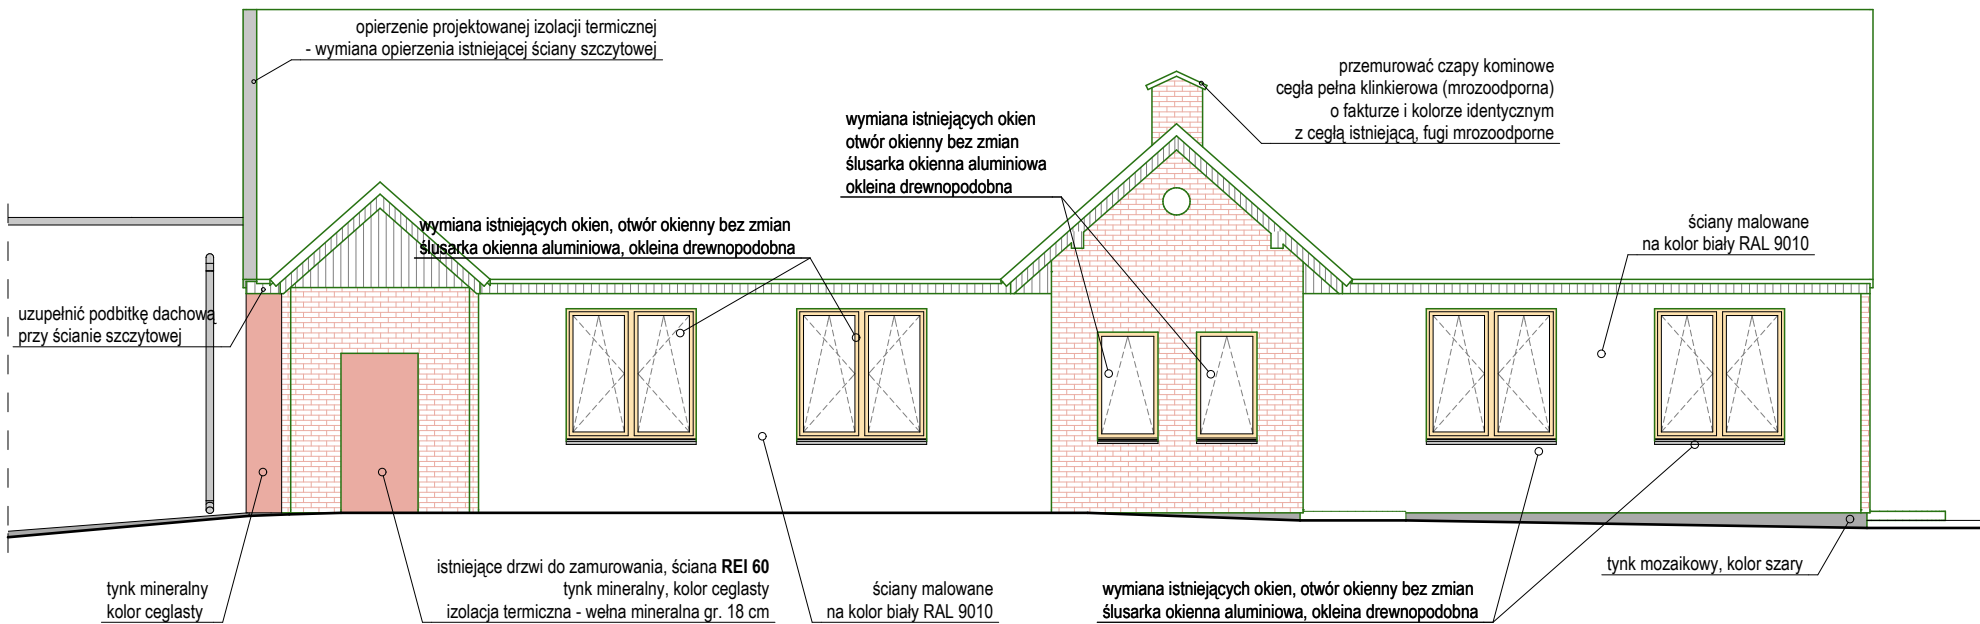 opierzenie projektowanej izolacji termicznej
- wymiana opierzenia istniejącej ściany szczytowej
przemurować czapy kominowe
cegła pełna klinkierowa (mrozoodporna)
o fakturze i kolorze identycznym
z cegłą istniejącą, fugi mrozoodporne
wymiana istniejących okien
otwór okienny bez zmian
ślusarka okienna aluminiowa
okleina drewnopodobna
wymiana istniejących okien, otwór okienny bez zmian
ślusarka okienna aluminiowa, okleina drewnopodobna
ściany malowane
na kolor biały RAL 9010
uzupełnić podbitkę dachową
przy ścianie szczytowej
tynk mineralny
kolor ceglasty
istniejące drzwi do zamurowania, ściana REI 60
tynk mineralny, kolor ceglasty
izolacja termiczna - wełna mineralna gr. 18 cm
ściany malowane
na kolor biały RAL 9010
wymiana istniejących okien, otwór okienny bez zmian
ślusarka okienna aluminiowa, okleina drewnopodobna
tynk mozaikowy, kolor szary